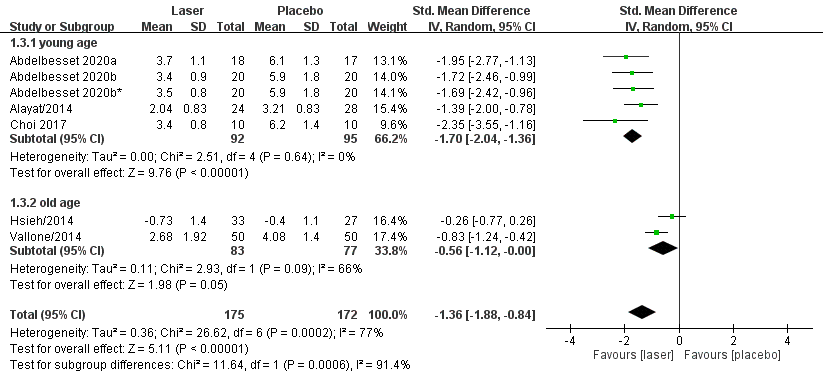 Laser Placebo Std. Mean Difference Std. Mean Difference
Study or Subgroup Mean SD Total Mean SD Total Weight IV, Random, 95% CI IV, Random, 95% CI
1.3.1 young age
Abdelbesset 2020a 3.7 1.1 18 6.1 1.3 17 13.1% -1.95 [-2.77, -1.13]
Abdelbesset 2020b 3.4 0.9 20 5.9 1.8 20 14.0% -1.72 [-2.46, -0.99]
Abdelbesset 2020b* 3.5 0.8 20 5.9 1.8 20 14.1% -1.69 [-2.42, -0.96]
Alayat/2014 2.04 0.83 24 3.21 0.83 28 15.4% -1.39 [-2.00, -0.78]
Choi 2017 3.4 0.8 10 6.2 1.4 10 9.6% -2.35 [-3.55, -1.16]
Subtotal (95% CI) 92 95 66.2% -1.70 [-2.04, -1.36]
Heterogeneity: Tau² = 0.00; Chi² = 2.51, df = 4 (P = 0.64); I² = 0%
Test for overall effect: Z = 9.76 (P < 0.00001)
1.3.2 old age
Hsieh/2014 -0.73 1.4 33 -0.4 1.1 27 16.4% -0.26 [-0.77, 0.26]
Vallone/2014 2.68 1.92 50 4.08 1.4 50 17.4% -0.83 [-1.24, -0.42]
Subtotal (95% CI) 83 77 33.8% -0.56 [-1.12, -0.00]
Heterogeneity: Tau² = 0.11; Chi² = 2.93, df = 1 (P = 0.09); I² = 66%
Test for overall effect: Z = 1.98 (P = 0.05)
Total (95% CI) 175 172 100.0% -1.36 [-1.88, -0.84]
Heterogeneity: Tau² = 0.36; Chi² = 26.62, df = 6 (P = 0.0002); I² = 77%
Test for overall effect: Z = 5.11 (P < 0.00001)
Test for subgroup differences: Chi² = 11.64, df = 1 (P = 0.0006), I² = 91.4%
-4 -2 0 2 4
Favours [laser] Favours [placebo]